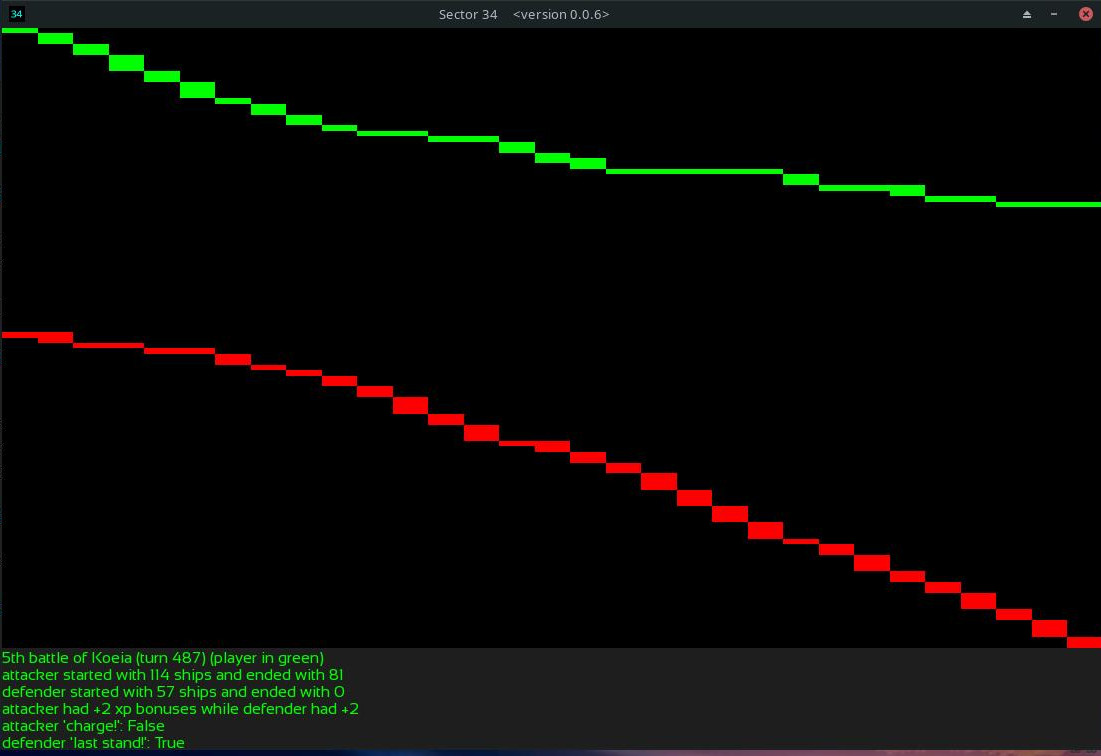 34 Sector 34 <version 0.0.6>
5th battle of Koeia (turn 487) (player in green)
attacker started with 114 ships and ended with 81
defender started with 57 ships and ended with 0
attacker had +2 xp bonuses while defender had +2
attacker 'charge!': False
defender 'last stand!': True